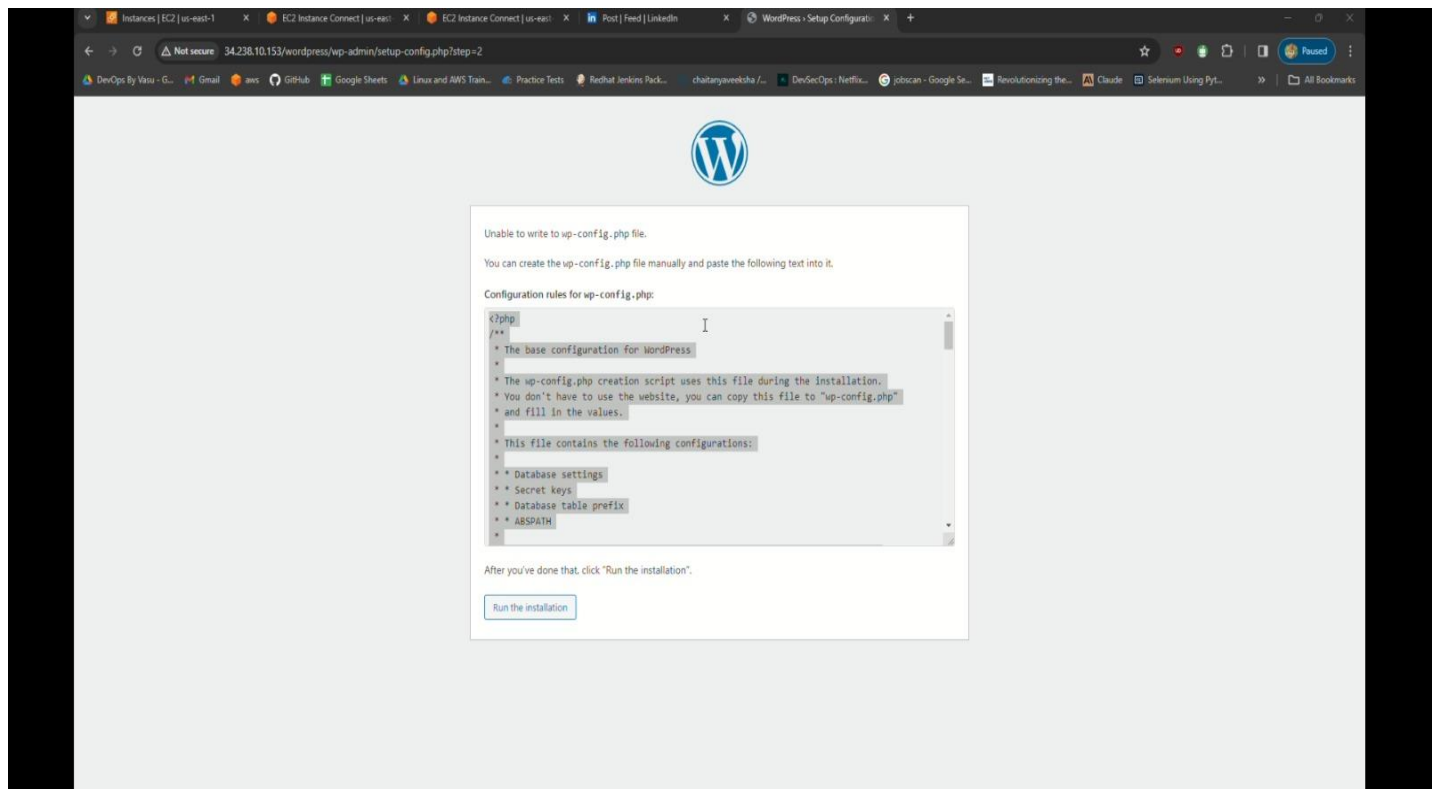 Instances | EC2 | us-east-1
EC2 Instance Connect | us-east-
EC2 Instance Connect | us-east-
Post | Feed | LinkedIn
WordPress › Setup Configuratio
Not secure 34.238.10.153/wordpress/wp-admin/setup-config.php?step=2
Paused
DevOps By Vasu - G... Gmail aws GitHub Google Sheets Linux and AWS Train... Practice Tests Redhat Jenkins Pack... chaitanyaveeksha /... DevSecOps : Netflix... jobscan - Google Se... Revolutionizing the... Claude Selenium Using Pyt... » All Bookmarks
Unable to write to wp-config.php file.
You can create the wp-config.php file manually and paste the following text into it.
Configuration rules for wp-config.php:
<?php
/**
* The base configuration for WordPress
*
* The wp-config.php creation script uses this file during the installation.
* You don't have to use the website, you can copy this file to "wp-config.php"
* and fill in the values.
*
* This file contains the following configurations:
*
* * Database settings
* * Secret keys
* * Database table prefix
* * ABSPATH
*
After you've done that, click "Run the installation".
Run the installation